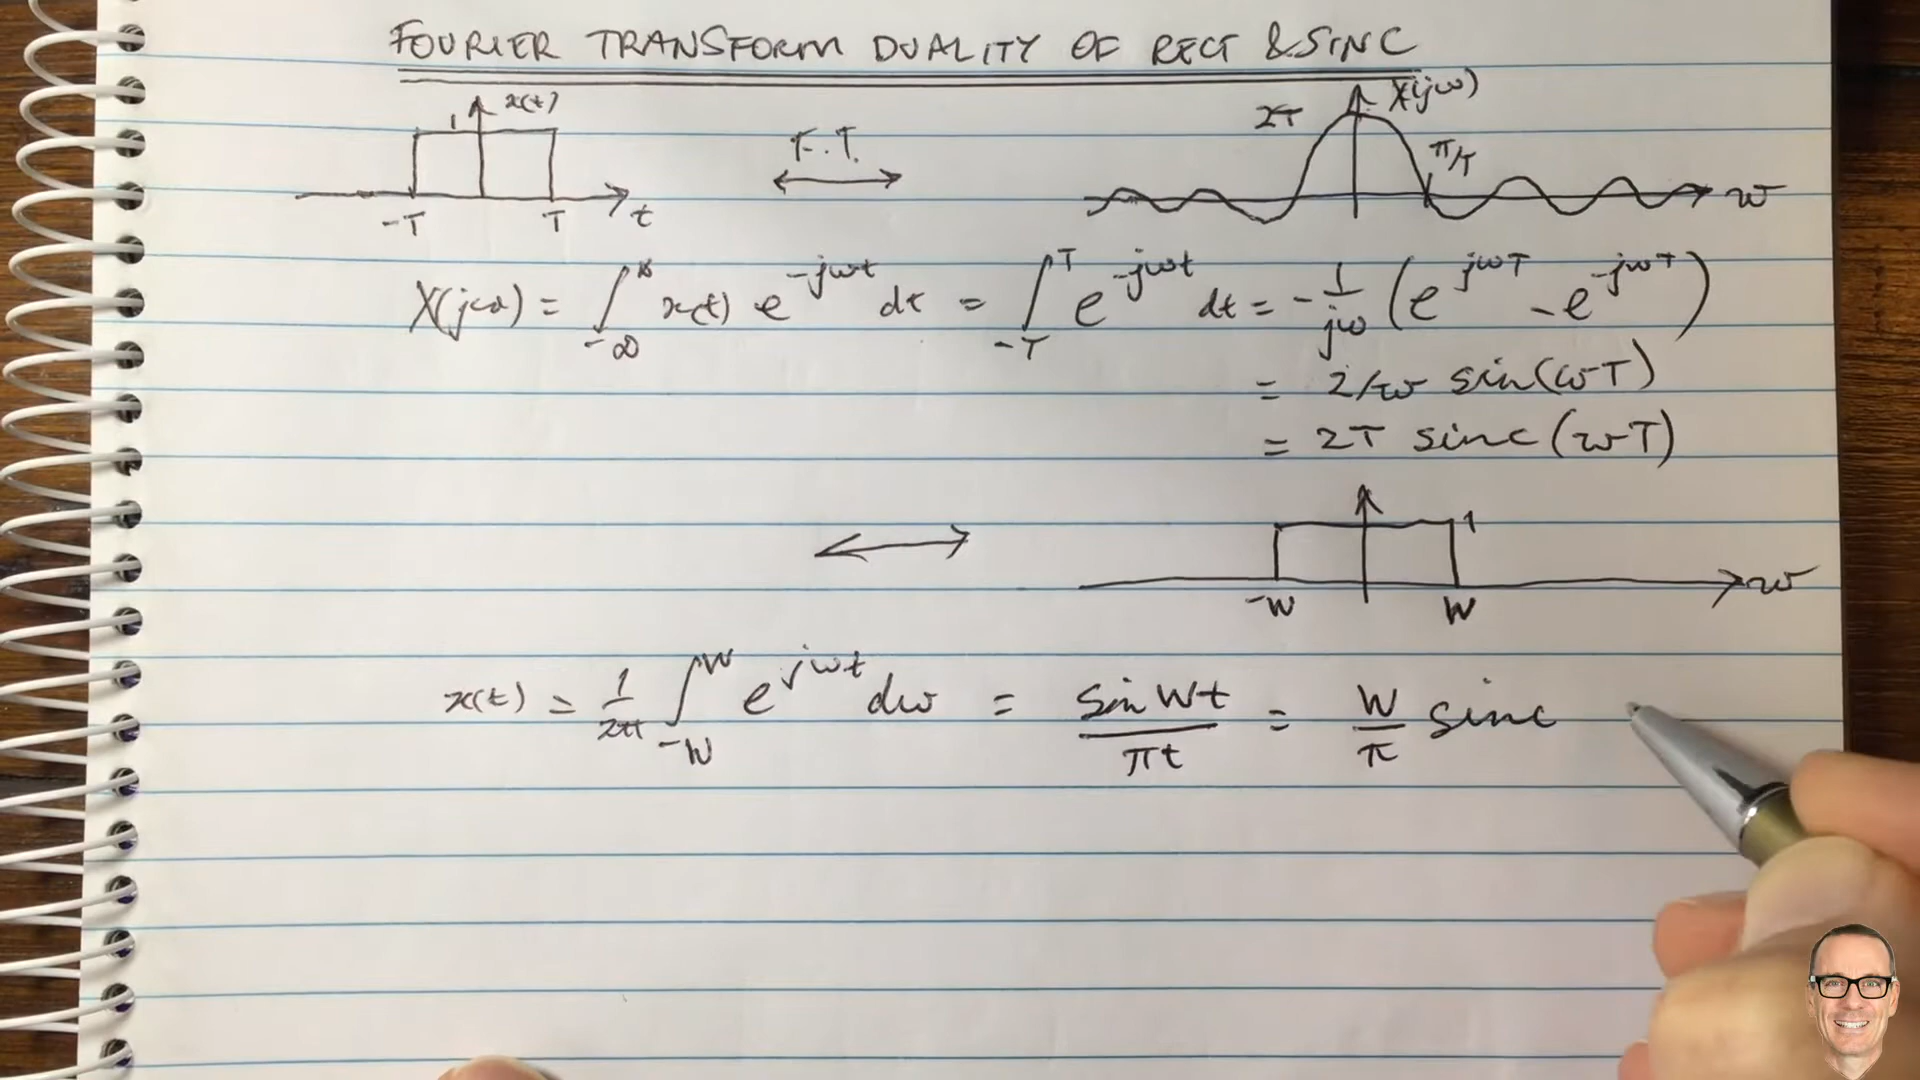 FOURIER TRANSFORM DUALITY OF RECT & SINC
1 x(t) F.T. 2T X(jω) π/T
-T T t ω
X(jω) = ∫_{-∞}^{∞} x(t) e^{-jωt} dt = ∫_{-T}^{T} e^{-jωt} dt = -1/jω (e^{jωT} - e^{-jωT})
= 2/ω sin(ωT)
= 2T sinc(ωT)
1
-W W ω
x(t) = 1/2π ∫_{-W}^{W} e^{jωt} dω = sin Wt / πt = W/π sinc